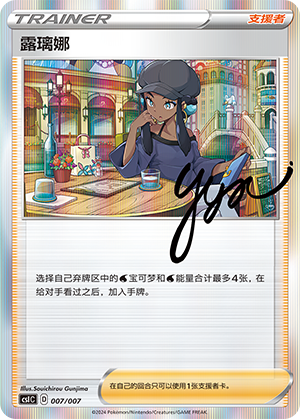 TRAINER
支援者
露璃娜
选择自己弃牌区中的宝可梦和能量合计最多4张，在
给对手看过之后，加入手牌。
Illus.Souichirou Gunjima
在自己的回合只可以使用1张支援者卡。
cs1C D 007/007
©2024 Pokémon/Nintendo/Creatures/GAME FREAK